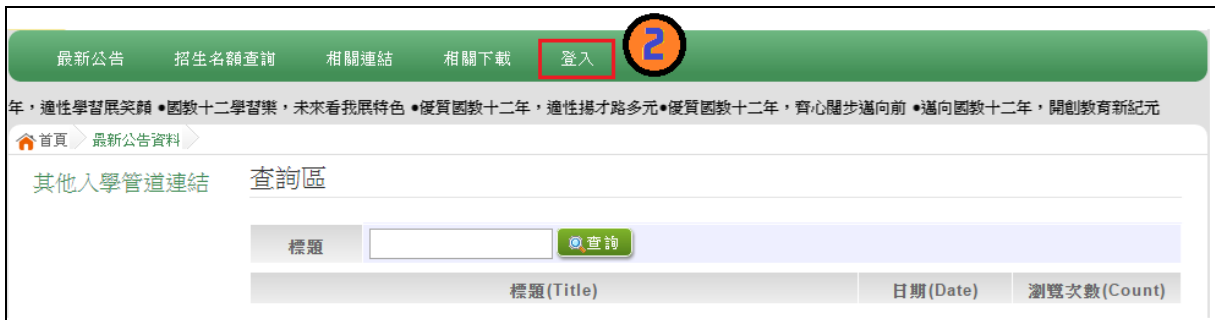 最新公告 招生名額查詢 相關連結 相關下載 登入 2
年，適性學習展笑顏 ●國教十二學習樂，未來看我展特色 ●優質國教十二年，適性揚才路多元●優質國教十二年，齊心闊步邁向前 ●邁向國教十二年，開創教育新紀元
首頁 最新公告資料
其他入學管道連結 查詢區
標題 查詢
標題(Title) 日期(Date) 瀏覽次數(Count)